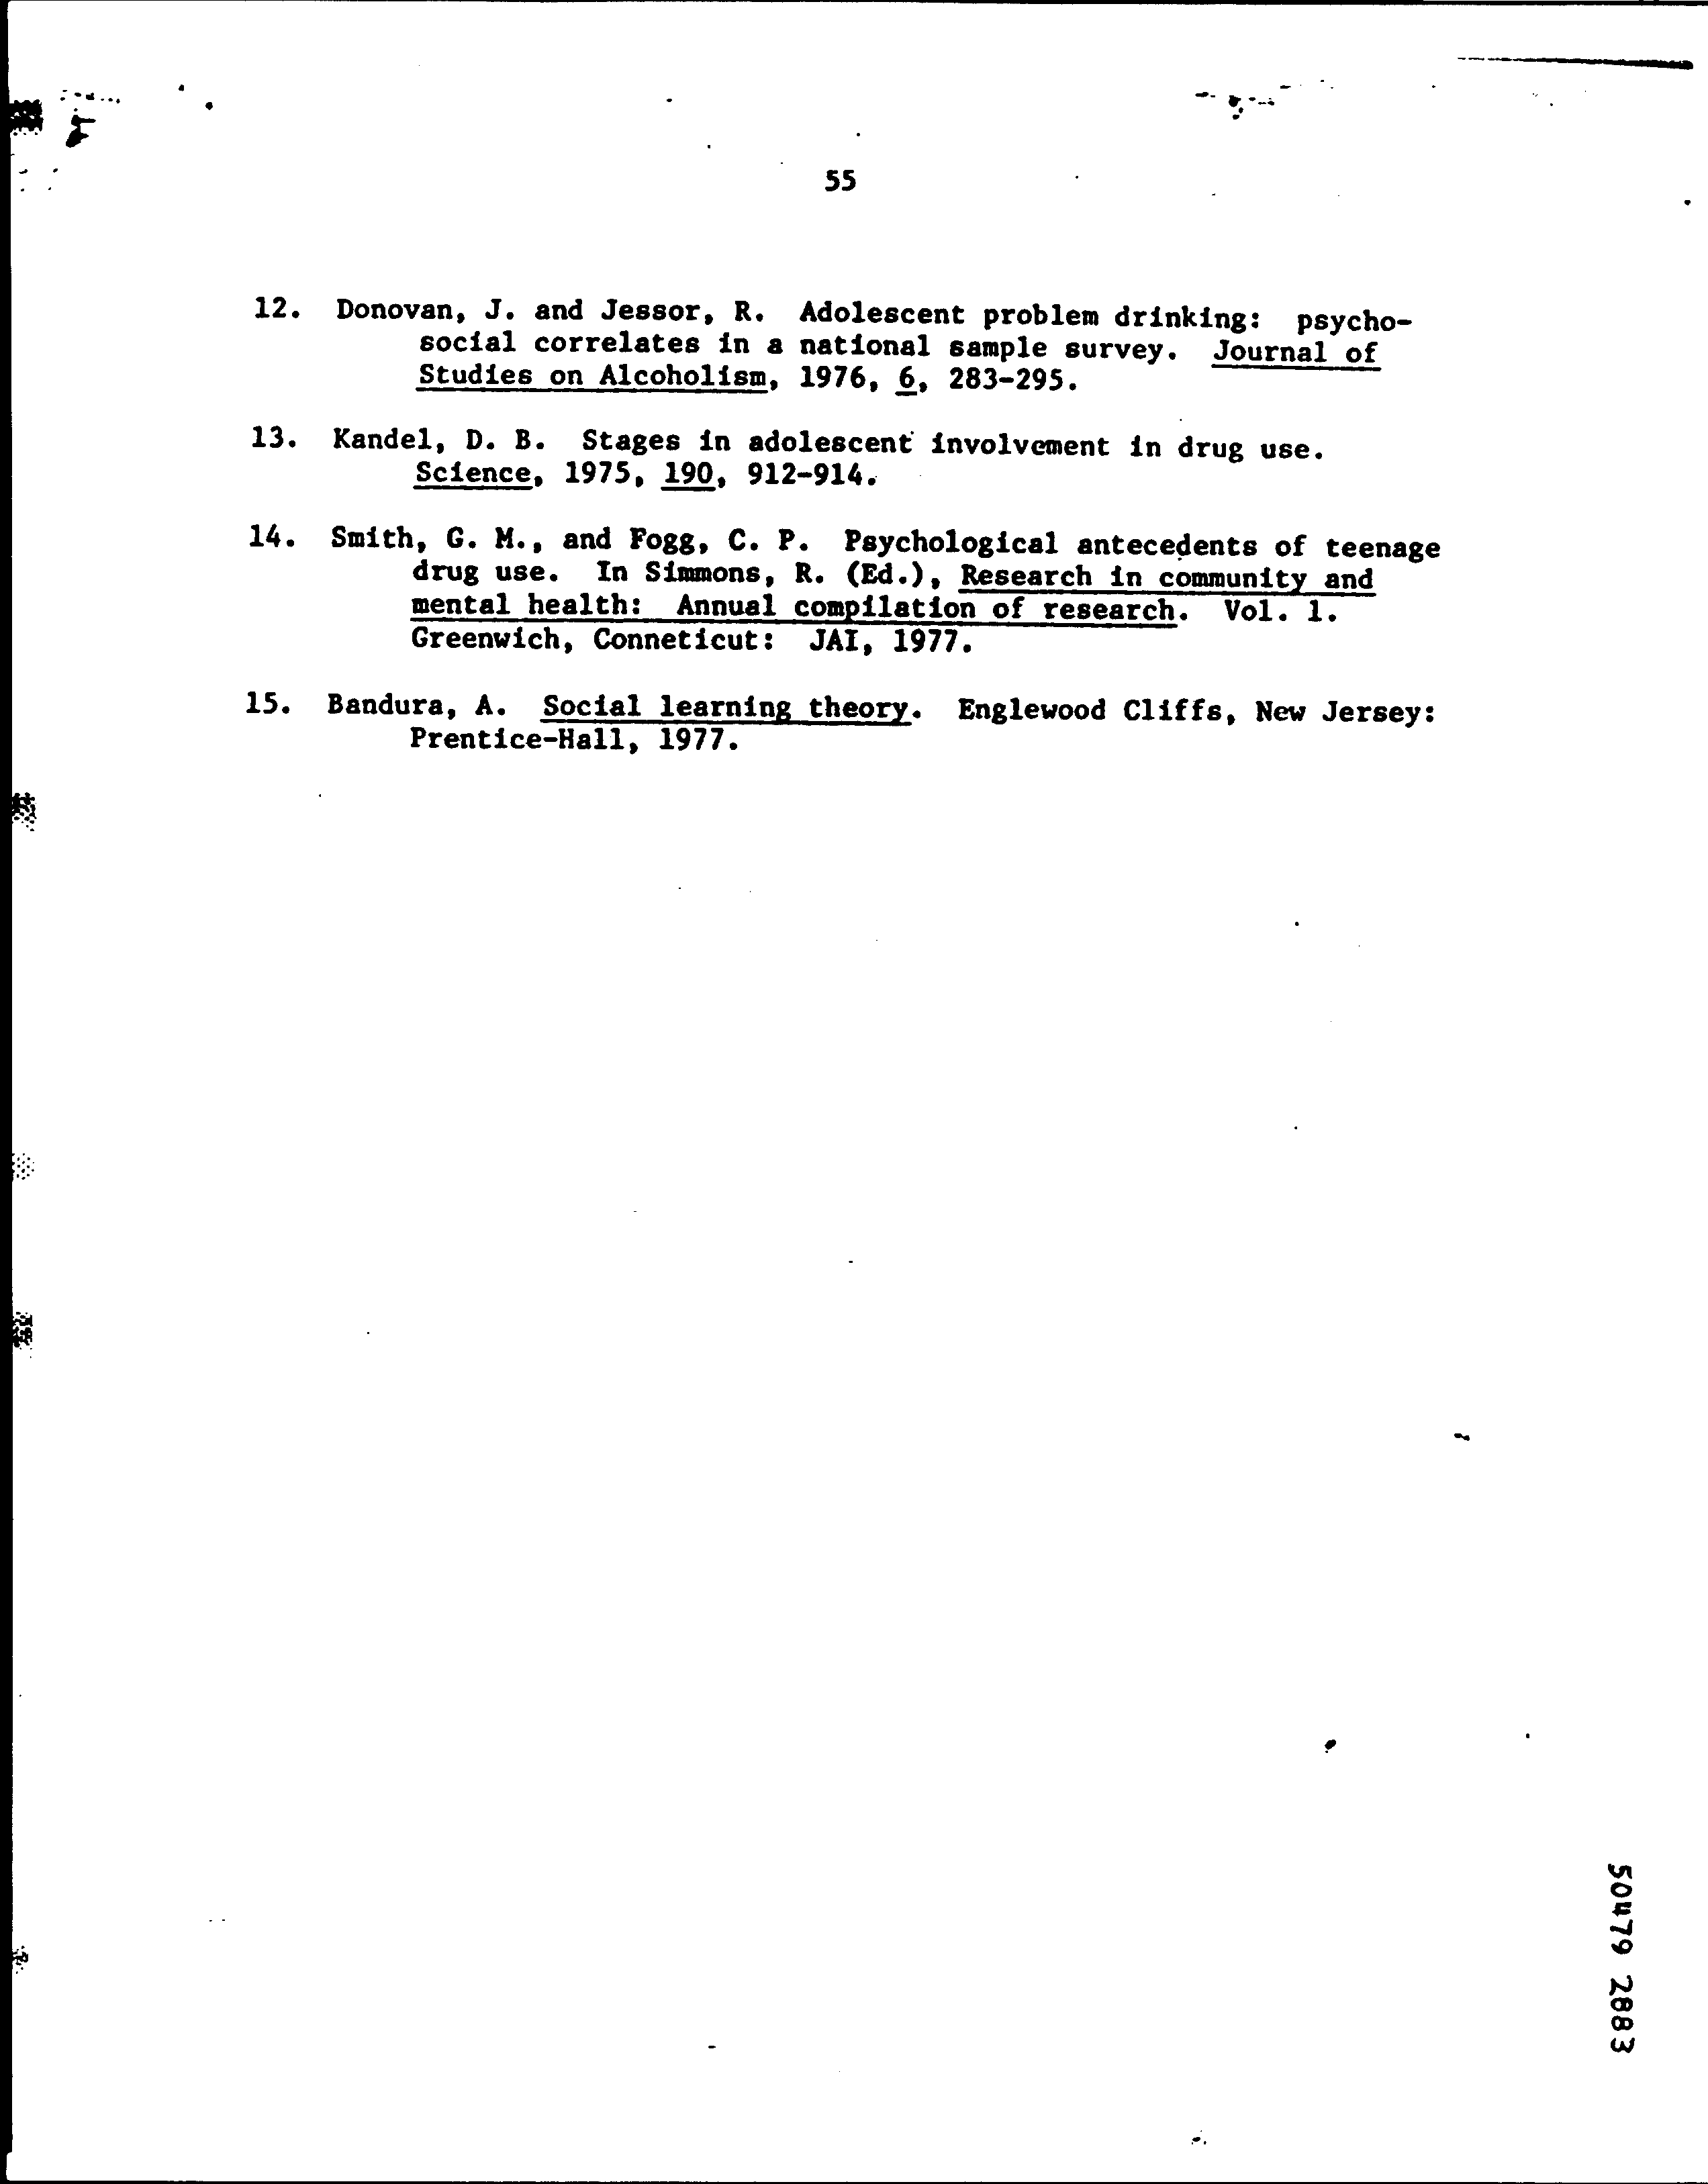 55
12. Donovan, J. and Jessor, R. Adolescent problem drinking: psycho-
social correlates in a national sample survey. Journal of
Studies on Alcoholism, 1976, 6, 283-295.
13. Kandel, D. B. Stages in adolescent involvement in drug use.
Science, 1975, 190, 912-914.
14. Smith, G. M., and Fogg, C. P. Psychological antecedents of teenage
drug use. In Simmons, R. (Ed.), Research in community and
mental health: Annual compilation of research. Vol. 1.
Greenwich, Conneticut: JAI, 1977.
15. Bandura, A. Social learning theory. Englewood Cliffs, New Jersey:
Prentice-Hall, 1977.
50479 2883